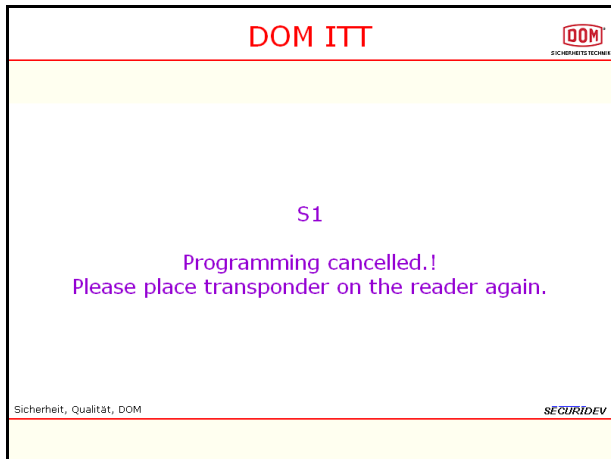 DOM ITT
DOM
SICHERHEITSTECHNIK
S1
Programming cancelled.!
Please place transponder on the reader again.
Sicherheit, Qualität, DOM
SECURIDEV